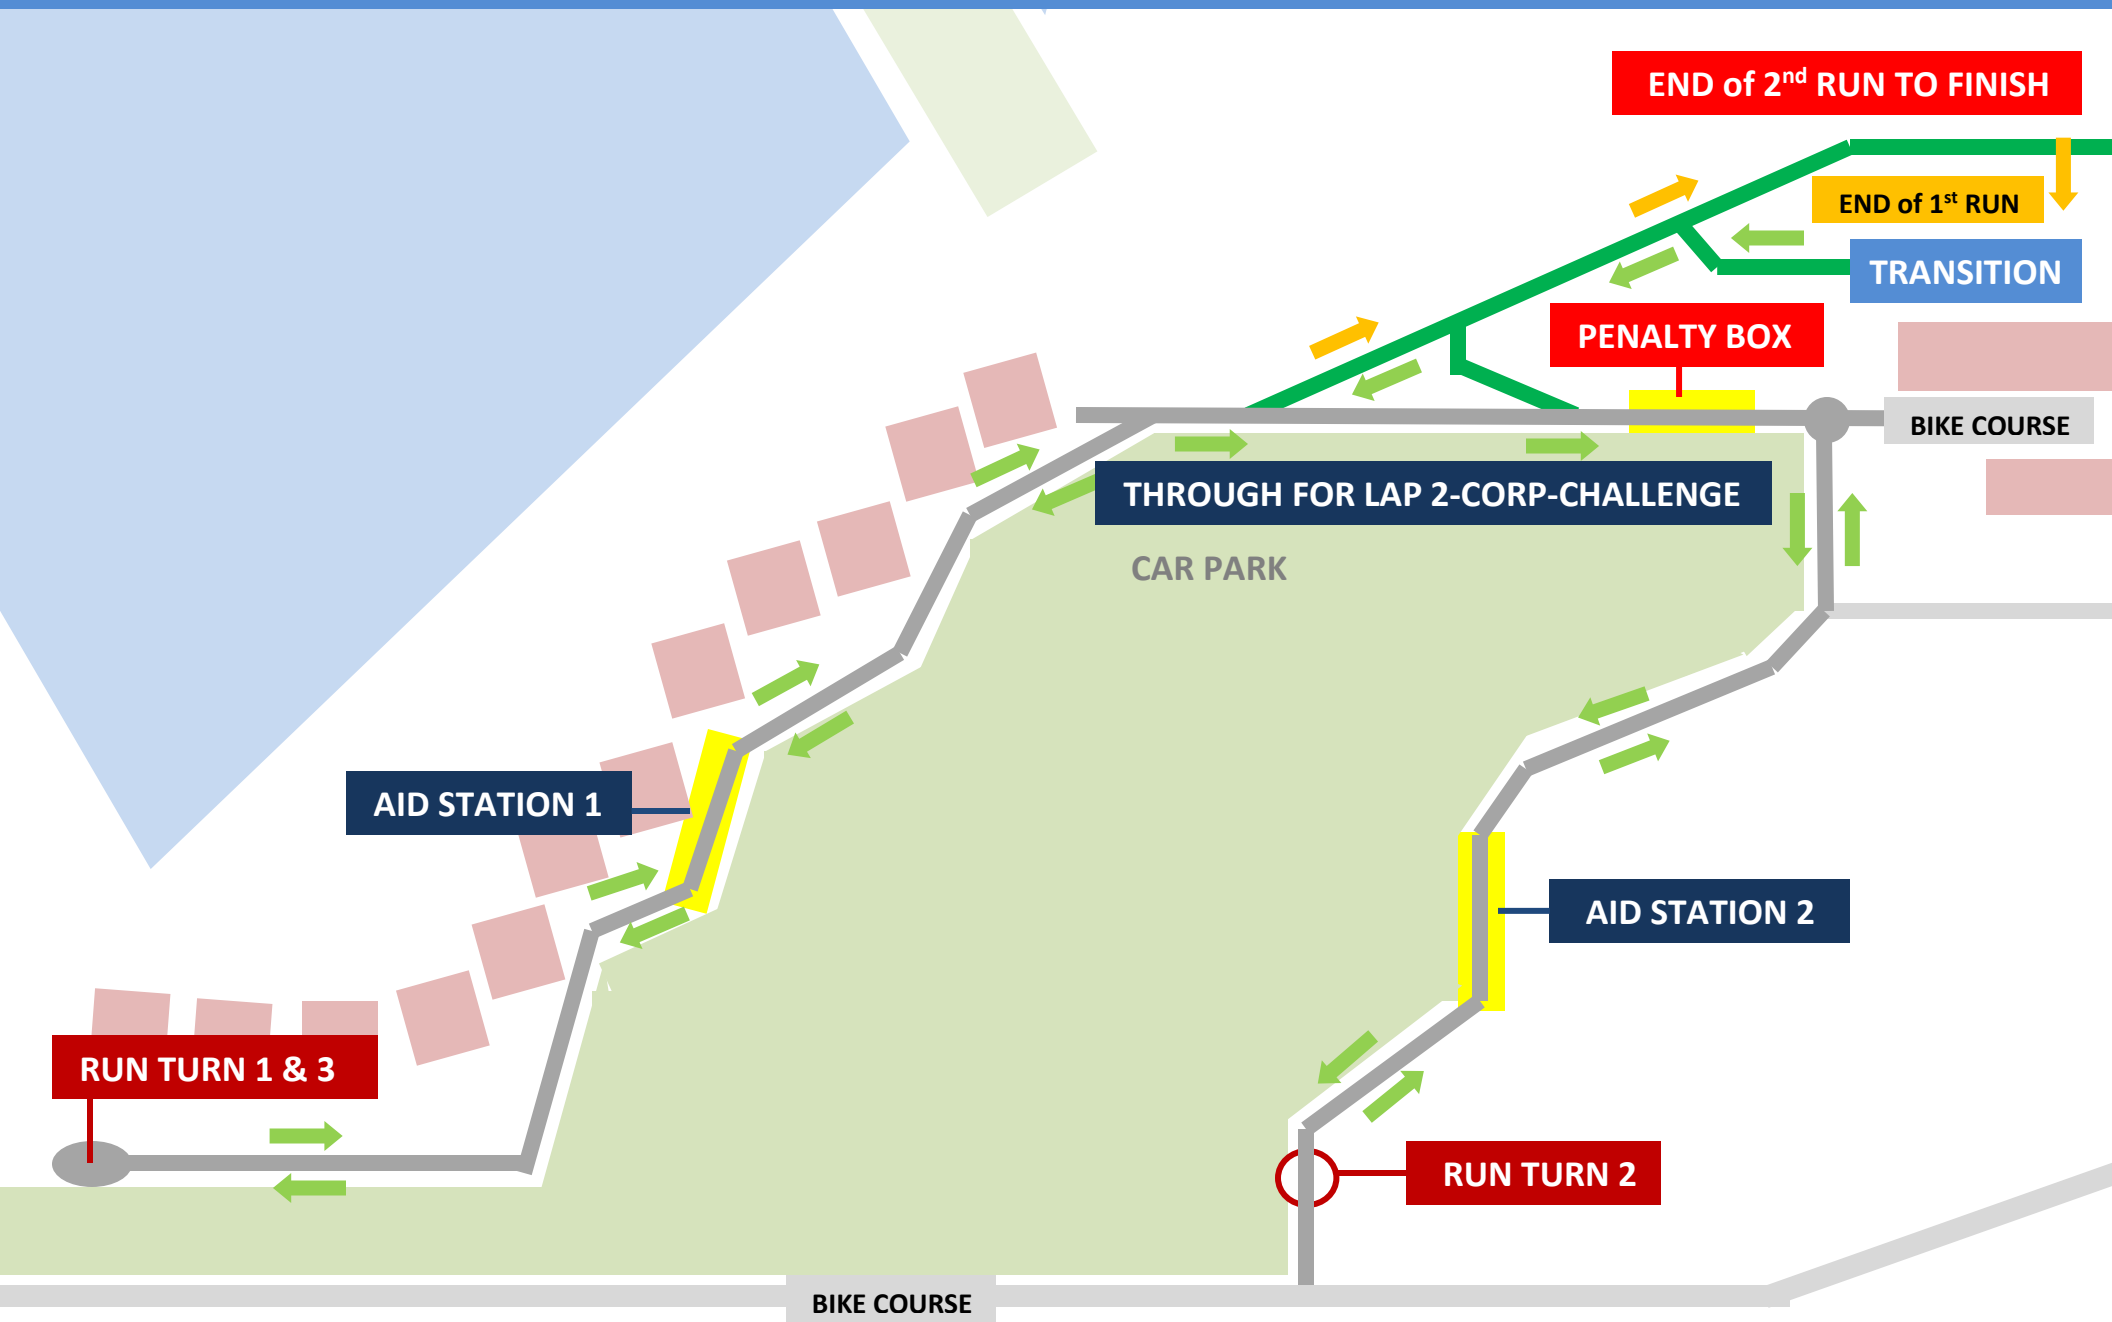 END of 2nd RUN TO FINISH
END of 1st RUN
TRANSITION
PENALTY BOX
BIKE COURSE
THROUGH FOR LAP 2-CORP-CHALLENGE
CAR PARK
AID STATION 1
AID STATION 2
RUN TURN 1 & 3
RUN TURN 2
BIKE COURSE